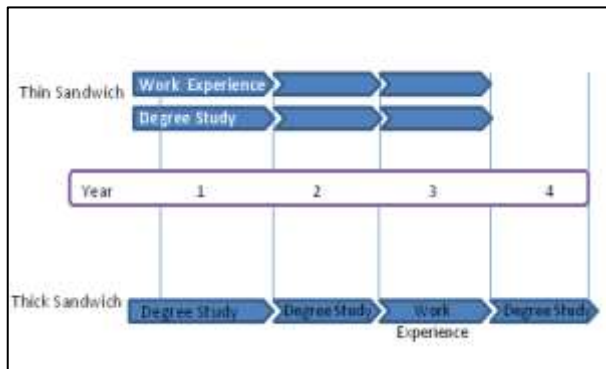 Thin Sandwich
Work Experience
Degree Study
Year 1 2 3 4
Thick Sandwich
Degree Study Degree Study Work Experience Degree Study